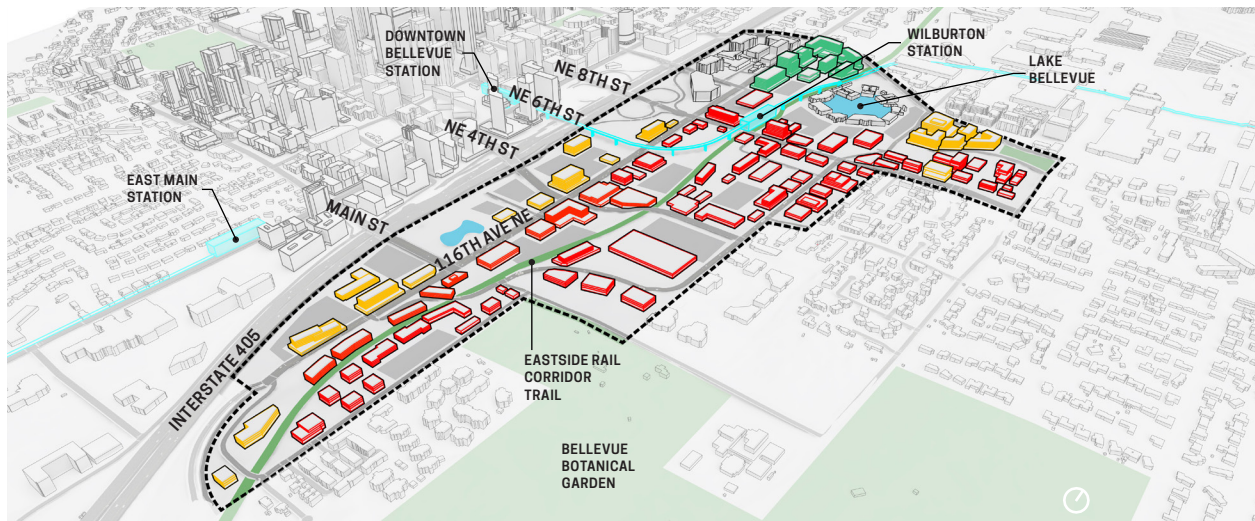 DOWNTOWN
BELLEVUE
STATION
WILBURTON
STATION
LAKE
BELLEVUE
NE 8TH ST
NE 6TH ST
NE 4TH ST
EAST MAIN
STATION
MAIN ST
116TH AVE NE
INTERSTATE 405
EASTSIDE RAIL
CORRIDOR
TRAIL
BELLEVUE
BOTANICAL
GARDEN